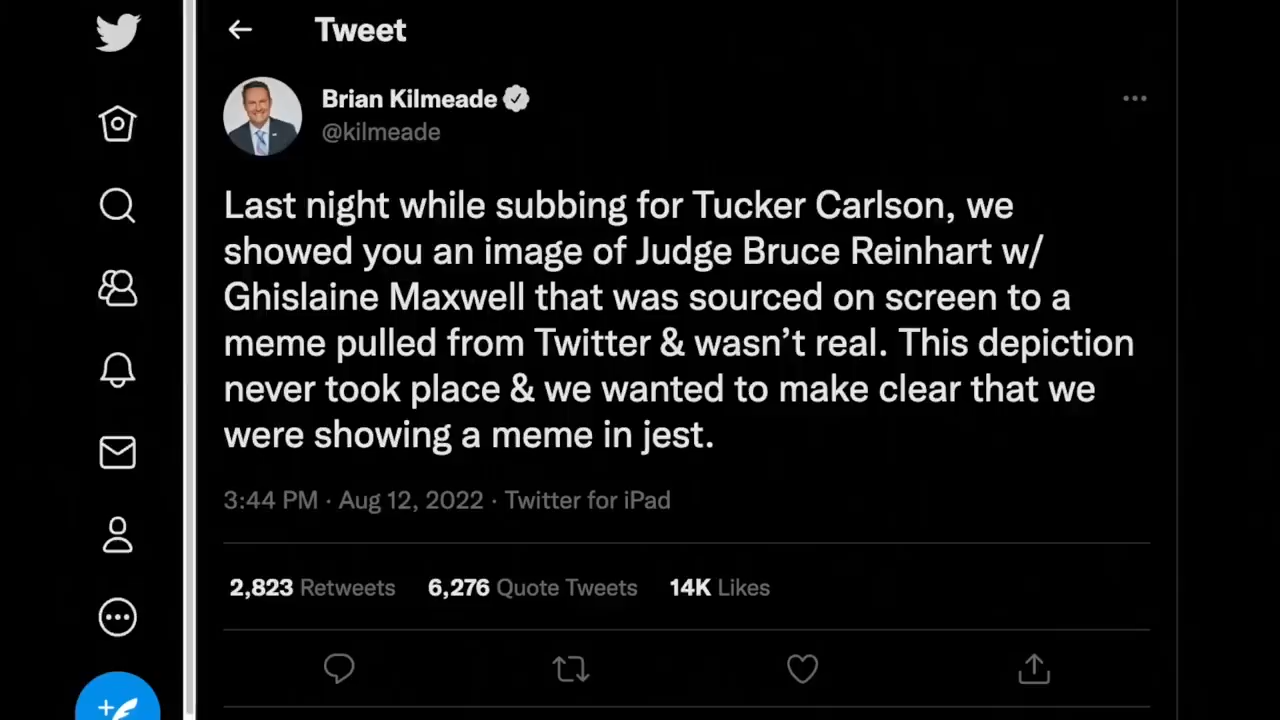 Tweet
Brian Kilmeade
@kilmeade
Last night while subbing for Tucker Carlson, we
showed you an image of Judge Bruce Reinhart w/
Ghislaine Maxwell that was sourced on screen to a
meme pulled from Twitter & wasn’t real. This depiction
never took place & we wanted to make clear that we
were showing a meme in jest.
3:44 PM · Aug 12, 2022 · Twitter for iPad
2,823 Retweets 6,276 Quote Tweets 14K Likes